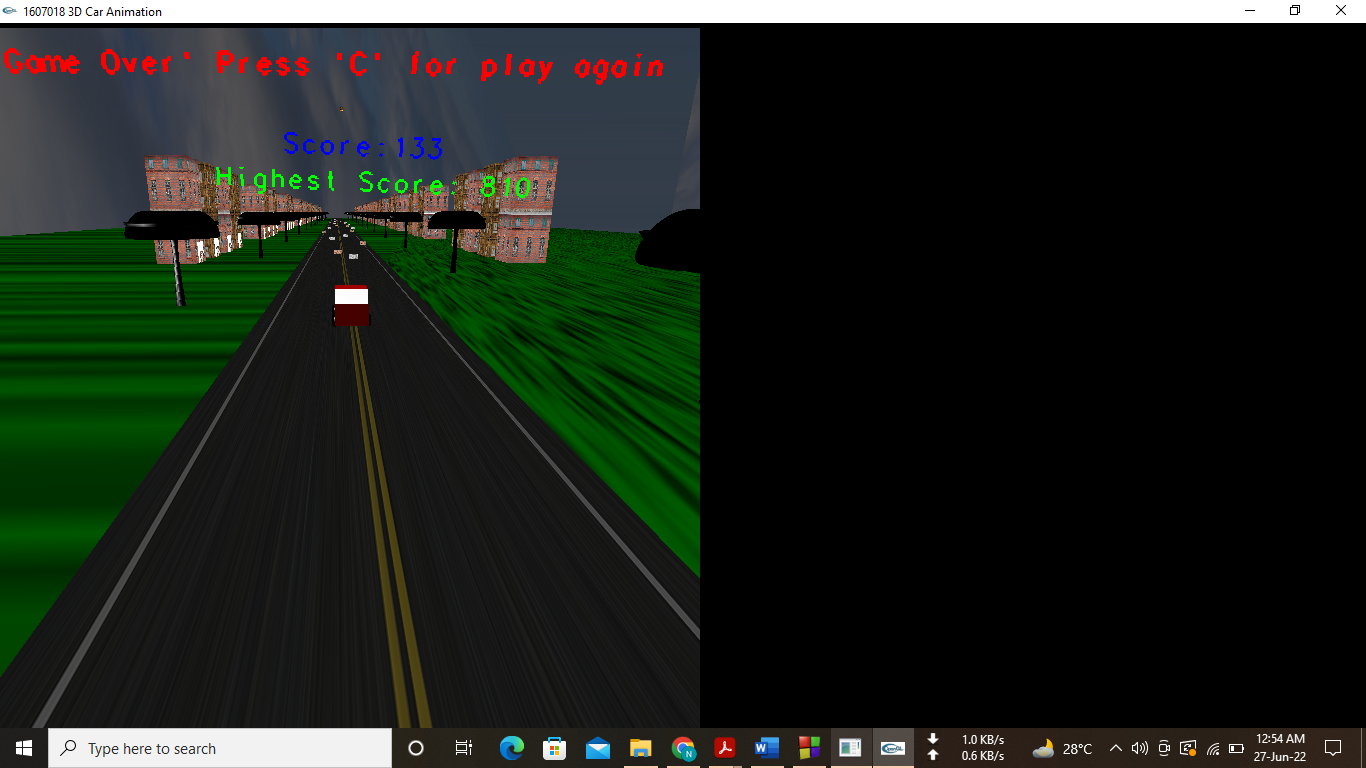 1607018 3D Car Animation
Game Over' Press 'C' for play again
Score:133
Highest Score: 810
Type here to search
1.0 KB/s
0.6 KB/s
28°C
12:54 AM
27-Jun-22